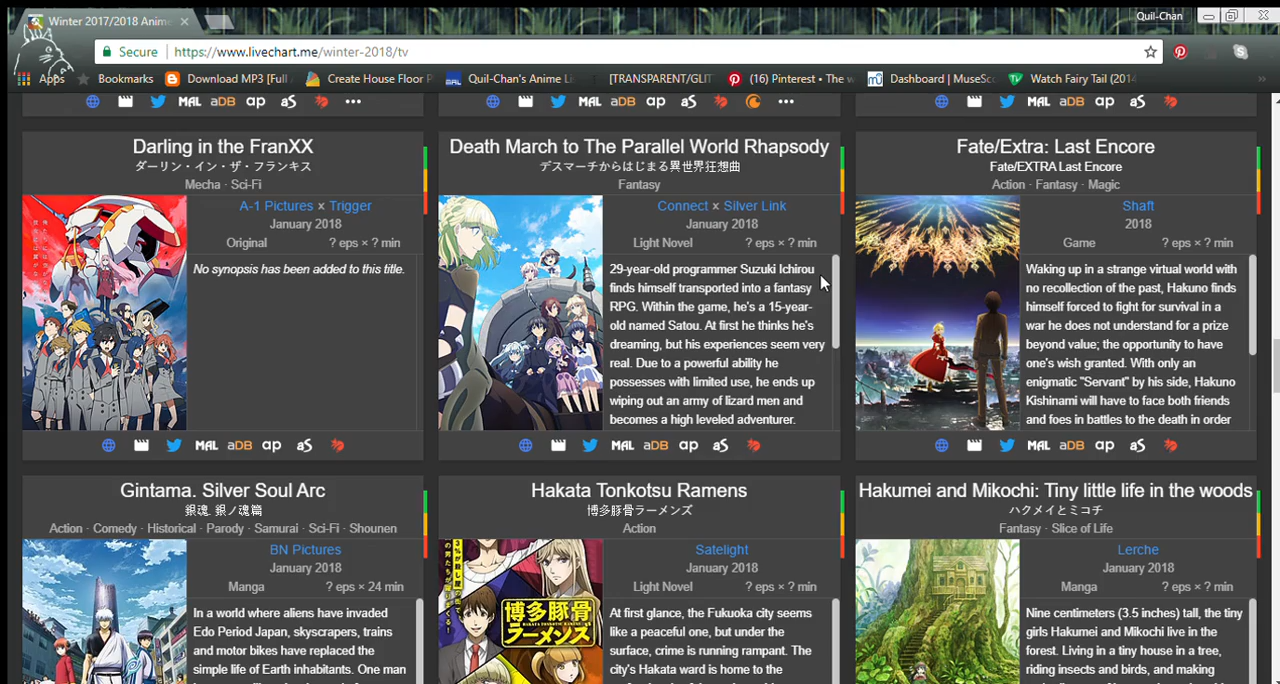 Winter 2017/2018 Anim
Quil-Chan
Secure
https://www.livechart.me/winter-2018/tv
Apps
Bookmarks
Download MP3 [Full
Create House Floor P
Quil-Chan's Anime Li
[TRANSPARENT/GLIT
(16) Pinterest • The w
Dashboard | MuseSc
Watch Fairy Tail (2014
MAL aDB ap aS
MAL aDB ap aS
MAL aDB ap aS
Darling in the FranXX
ダーリン・イン・ザ・フランキス
Mecha · Sci-Fi
A-1 Pictures × Trigger
January 2018
Original ? eps × ? min
No synopsis has been added to this title.
MAL aDB ap aS
Death March to The Parallel World Rhapsody
デスマーチからはじまる異世界狂想曲
Fantasy
Connect × Silver Link
January 2018
Light Novel ? eps × ? min
29-year-old programmer Suzuki Ichirou
finds himself transported into a fantasy
RPG. Within the game, he's a 15-year-
old named Satou. At first he thinks he's
dreaming, but his experiences seem very
real. Due to a powerful ability he
possesses with limited use, he ends up
wiping out an army of lizard men and
becomes a high leveled adventurer.
MAL aDB ap aS
Fate/Extra: Last Encore
Fate/EXTRA Last Encore
Action · Fantasy · Magic
Shaft
2018
Game ? eps × ? min
Waking up in a strange virtual world with
no recollection of the past, Hakuno finds
himself forced to fight for survival in a
war he does not understand for a prize
beyond value; the opportunity to have
one's wish granted. With only an
enigmatic "Servant" by his side, Hakuno
Kishinami will have to face both friends
and foes in battles to the death in order
MAL aDB ap aS
Gintama. Silver Soul Arc
銀魂. 銀ノ魂篇
Action · Comedy · Historical · Parody · Samurai · Sci-Fi · Shounen
BN Pictures
January 2018
Manga ? eps × 24 min
In a world where aliens have invaded
Edo Period Japan, skyscrapers, trains
and motor bikes have replaced the
simple life of Earth inhabitants. One man
Hakata Tonkotsu Ramens
博多豚骨ラーメンズ
Action
Satelight
January 2018
Light Novel ? eps × ? min
博多豚骨
ラーメンズ
At first glance, the Fukuoka city seems
like a peaceful one, but under the
surface, crime is running rampant. The
city's Hakata ward is home to the
Hakumei and Mikochi: Tiny little life in the woods
ハクメイとミコチ
Fantasy · Slice of Life
Lerche
January 2018
Manga ? eps × ? min
Nine centimeters (3.5 inches) tall, the tiny
girls Hakumei and Mikochi live in the
forest. Living in a tiny house in a tree,
riding insects and birds, and making